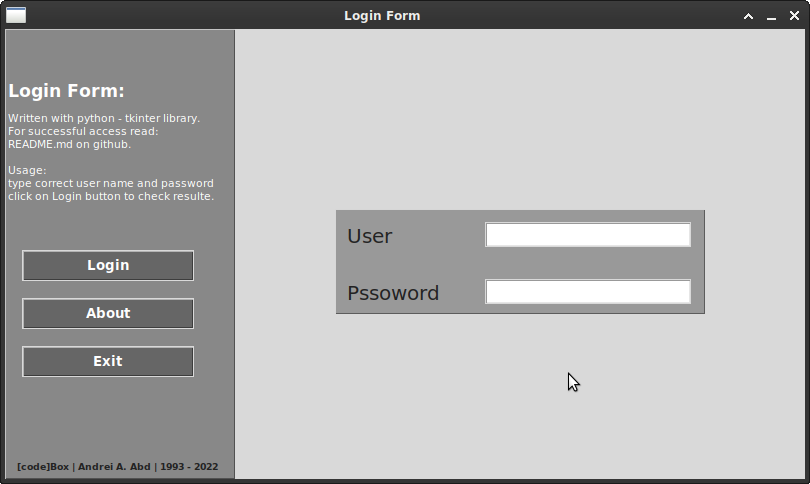 Login Form
Login Form:
Written with python - tkinter library.
For successful access read:
README.md on github.
Usage:
type correct user name and password
click on Login button to check resulte.
Login
About
Exit
[code]Box | Andrei A. Abd | 1993 - 2022
User
Pssoword